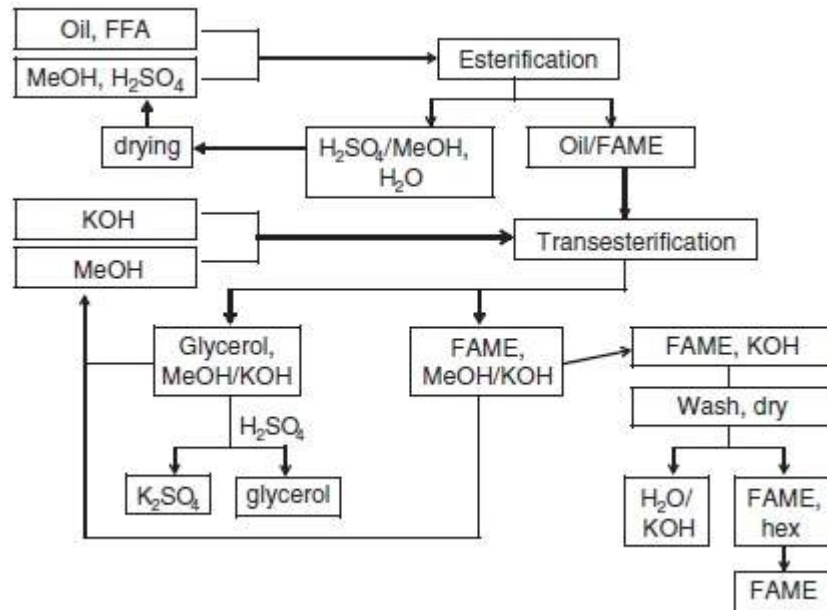 Oil, FFA
MeOH, H₂SO₄
Esterification
drying
H₂SO₄/MeOH,
H₂O
Oil/FAME
KOH
MeOH
Transesterification
Glycerol,
MeOH/KOH
FAME,
MeOH/KOH
FAME, KOH
Wash, dry
H₂SO₄
K₂SO₄
glycerol
H₂O/
KOH
FAME,
hex
FAME